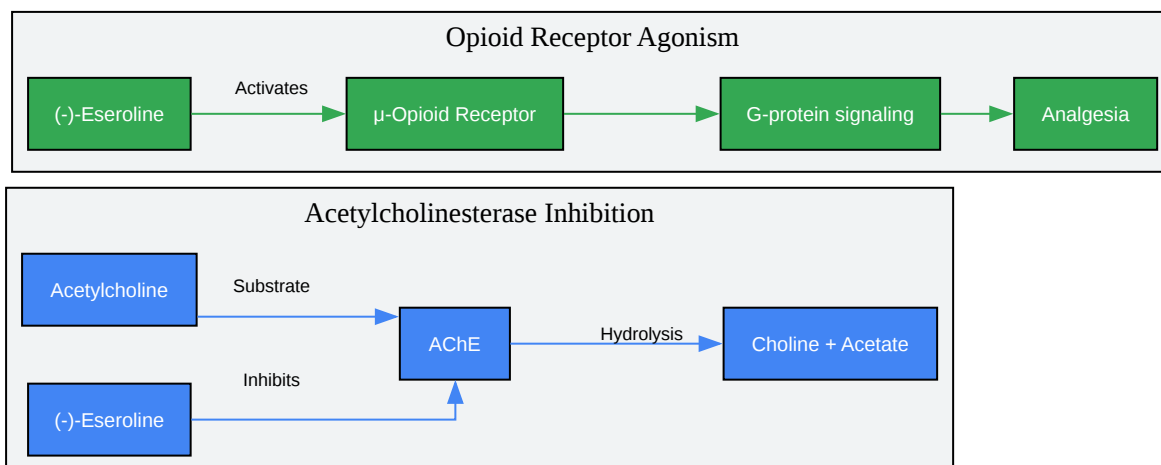 Opioid Receptor Agonism
(-)-Eseroline
Activates
μ-Opioid Receptor
G-protein signaling
Analgesia
Acetylcholinesterase Inhibition
Acetylcholine
Substrate
AChE
Hydrolysis
Choline + Acetate
Inhibits
(-)-Eseroline